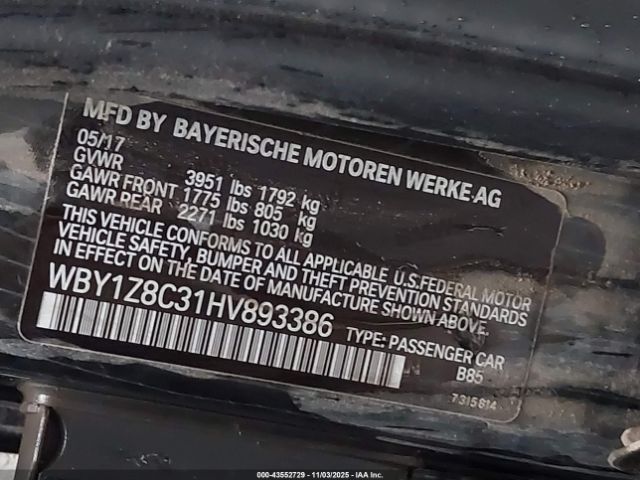 MFD BY BAYERISCHE MOTOREN WERKE AG
05/17
GVWR 3951 lbs 1792 kg
GAWR FRONT 1775 lbs 805 kg
GAWR REAR 2271 lbs 1030 kg
THIS VEHICLE CONFORMS TO ALL APPLICABLE U.S. FEDERAL MOTOR
VEHICLE SAFETY, BUMPER AND THEFT PREVENTION STANDARDS
IN EFFECT ON THE DATE OF MANUFACTURE SHOWN ABOVE.
WBY1Z8C31HV893386 TYPE: PASSENGER CAR
B85
7315614
000-43552729 - 11/03/2025 - IAA Inc.